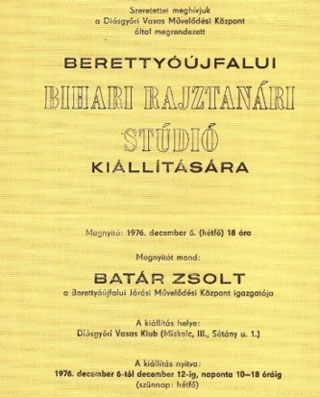 Szeretettel meghívjuk
a Diósgyőri Vasas Művelődési Központ
által megrendezett
BERETTYÓÚJFALUI
BIHARI RAJZTANÁRI
STÚDIÓ
KIÁLLÍTÁSÁRA
Megnyitó: 1976. december 6. (hétfő) 18 óra
Megnyitót mond:
BATÁR ZSOLT
a Berettyóújfalui Járási Művelődési Központ igazgatója
A kiállítás helye:
Diósgyőri Vasas Klub (Miskolc, III., Sétány u. 1.)
A kiállítás nyitva:
1976. december 6-tól december 12-ig, naponta 10–18 óráig
(szünnap: hétfő)